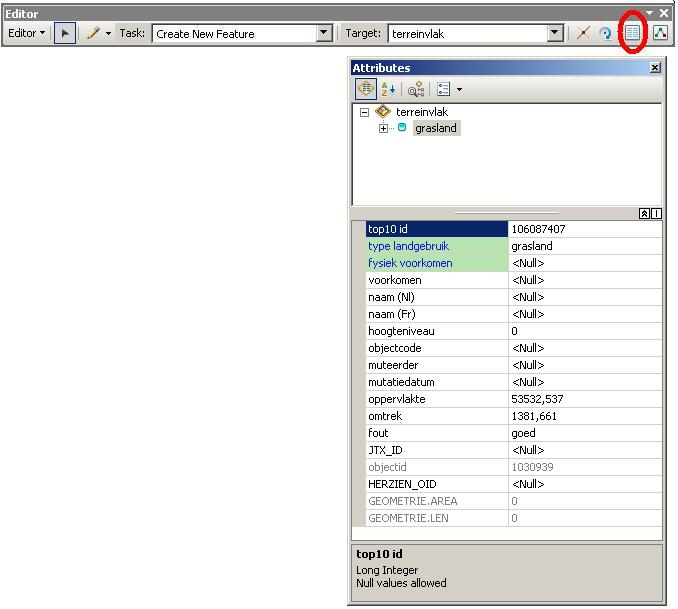 Editor
Editor Task: Create New Feature Target: terreinvlak
Attributes
terreinvlak
grasland
top10 id 106087407
type landgebruik grasland
fysiek voorkomen <Null>
voorkomen <Null>
naam (Nl) <Null>
naam (Fr) <Null>
hoogteniveau 0
objectcode <Null>
muteerder <Null>
mutatiedatum <Null>
oppervlakte 53532,537
omtrek 1381,661
fout goed
JTX_ID <Null>
objectid 1030939
HERZIEN_OID <Null>
GEOMETRIE.AREA 0
GEOMETRIE.LEN 0
top10 id
Long Integer
Null values allowed